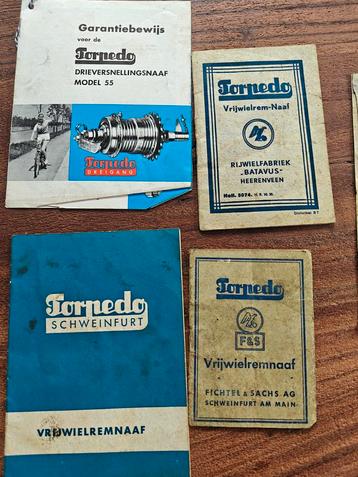 Garantiebewijs
voor de
Torpedo
DRIEVERSNELLINGSNAAF
MODEL 55
Torpedo
DREIGANG
Torpedo
Vrijwielrem-Naaf
RIJWIELFABRIEK
„BATAVUS"
HEERENVEEN
Torpedo
SCHWEINFURT
VRIJWIELREMNAAF
Torpedo
F&S
Vrijwielremnaaf
FICHTEL & SACHS AG
SCHWEINFURT AM MAIN